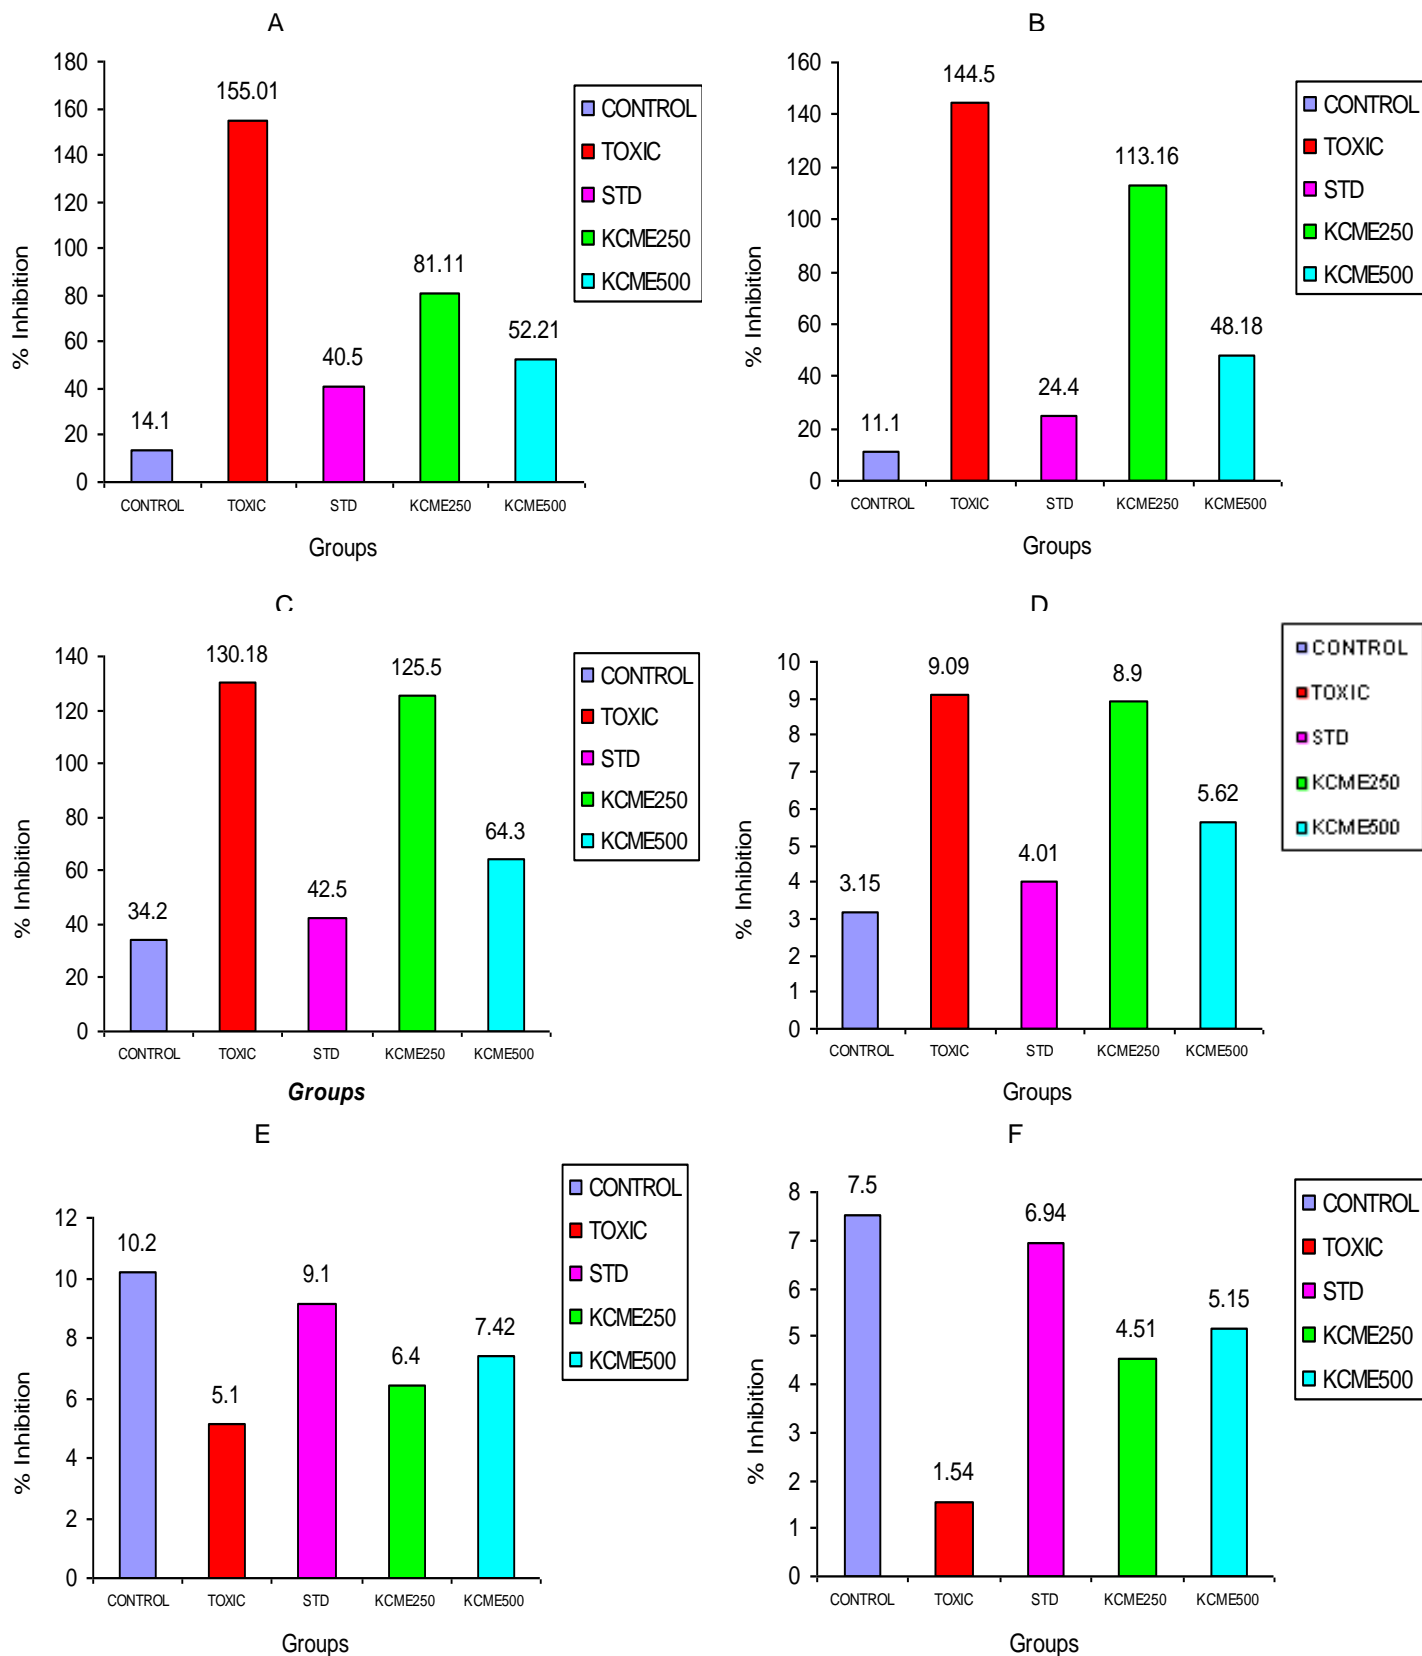 A
180
160
140
120
100
80
60
40
20
0
% Inhibition
14.1
155.01
40.5
81.11
52.21
CONTROL TOXIC STD KCME250 KCME500
Groups
CONTROL
TOXIC
STD
KCME250
KCME500
B
160
140
120
100
80
60
40
20
0
% Inhibition
11.1
144.5
24.4
113.16
48.18
CONTROL TOXIC STD KCME250 KCME500
Groups
CONTROL
TOXIC
STD
KCME250
KCME500
C
140
120
100
80
60
40
20
0
% Inhibition
34.2
130.18
42.5
125.5
64.3
CONTROL TOXIC STD KCME250 KCME500
Groups
CONTROL
TOXIC
STD
KCME250
KCME500
D
10
9
8
7
6
5
4
3
2
1
0
% Inhibition
3.15
9.09
4.01
8.9
5.62
CONTROL TOXIC STD KCME250 KCME500
Groups
CONTROL
TOXIC
STD
KCME250
KCME500
E
12
10
8
6
4
2
0
% Inhibition
10.2
5.1
9.1
6.4
7.42
CONTROL TOXIC STD KCME250 KCME500
Groups
CONTROL
TOXIC
STD
KCME250
KCME500
F
8
7
6
5
4
3
2
1
0
% Inhibition
7.5
1.54
6.94
4.51
5.15
CONTROL TOXIC STD KCME250 KCME500
Groups
CONTROL
TOXIC
STD
KCME250
KCME500